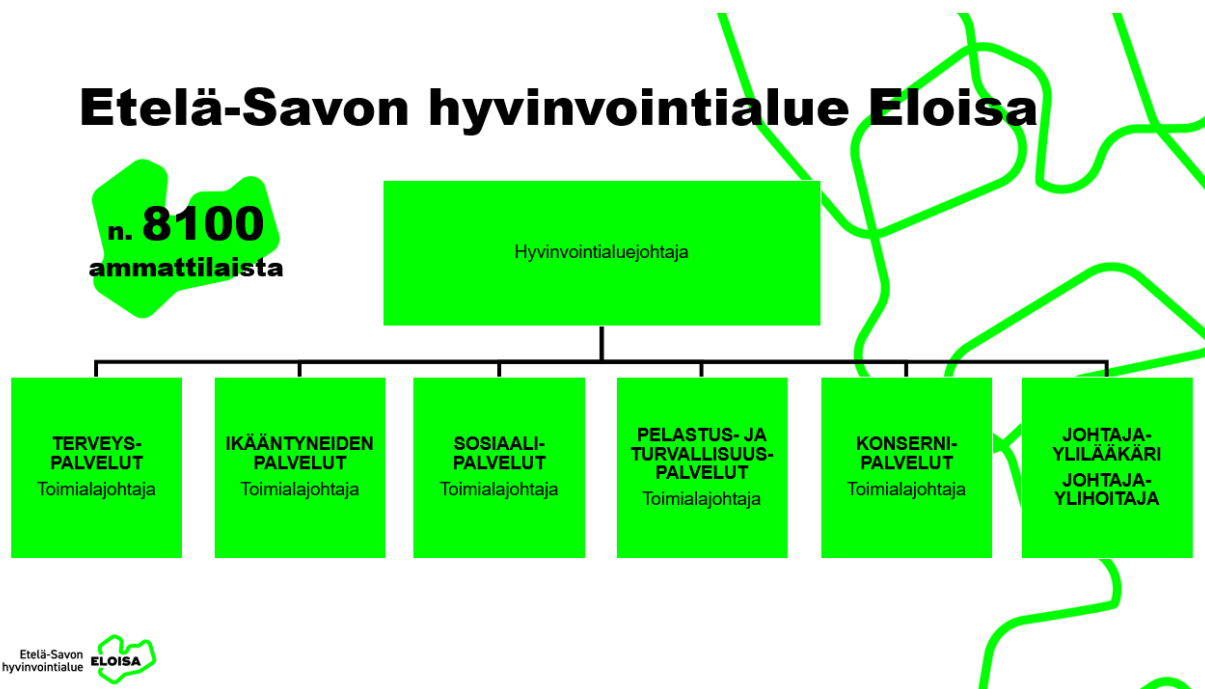 Etelä-Savon hyvinvointialue Eloisa
n. 8100
ammattilaista
Hyvinvointialuejohtaja
TERVEYS-
PALVELUT
Toimialajohtaja
IKÄÄNTYNEIDEN
PALVELUT
Toimialajohtaja
SOSIAALI-
PALVELUT
Toimialajohtaja
PELASTUS- JA
TURVALLISUUS-
PALVELUT
Toimialajohtaja
KONSERNI-
PALVELUT
Toimialajohtaja
JOHTAJA-
YLILÄÄKÄRI
JOHTAJA-
YLIHOITAJA
Etelä-Savon
hyvinvointialue
ELOISA